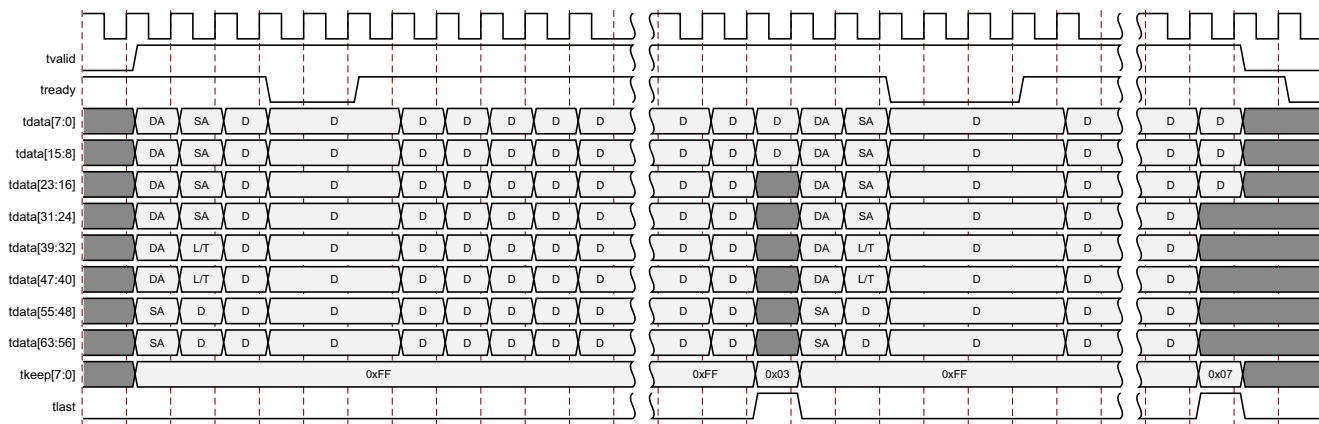 tvalid
tready
tdata[7:0] DA SA D D D D D D D D D D DA SA D D D D
tdata[15:8] DA SA D D D D D D D D D D DA SA D D D D
tdata[23:16] DA SA D D D D D D D D D DA SA D D D D
tdata[31:24] DA SA D D D D D D D D D DA SA D D D
tdata[39:32] DA L/T D D D D D D D D D DA L/T D D D
tdata[47:40] DA L/T D D D D D D D D D DA L/T D D D
tdata[55:48] SA D D D D D D D D D D SA D D D D
tdata[63:56] SA D D D D D D D D D D SA D D D D
tkeep[7:0] 0xFF 0xFF 0x03 0xFF 0x07
tlast